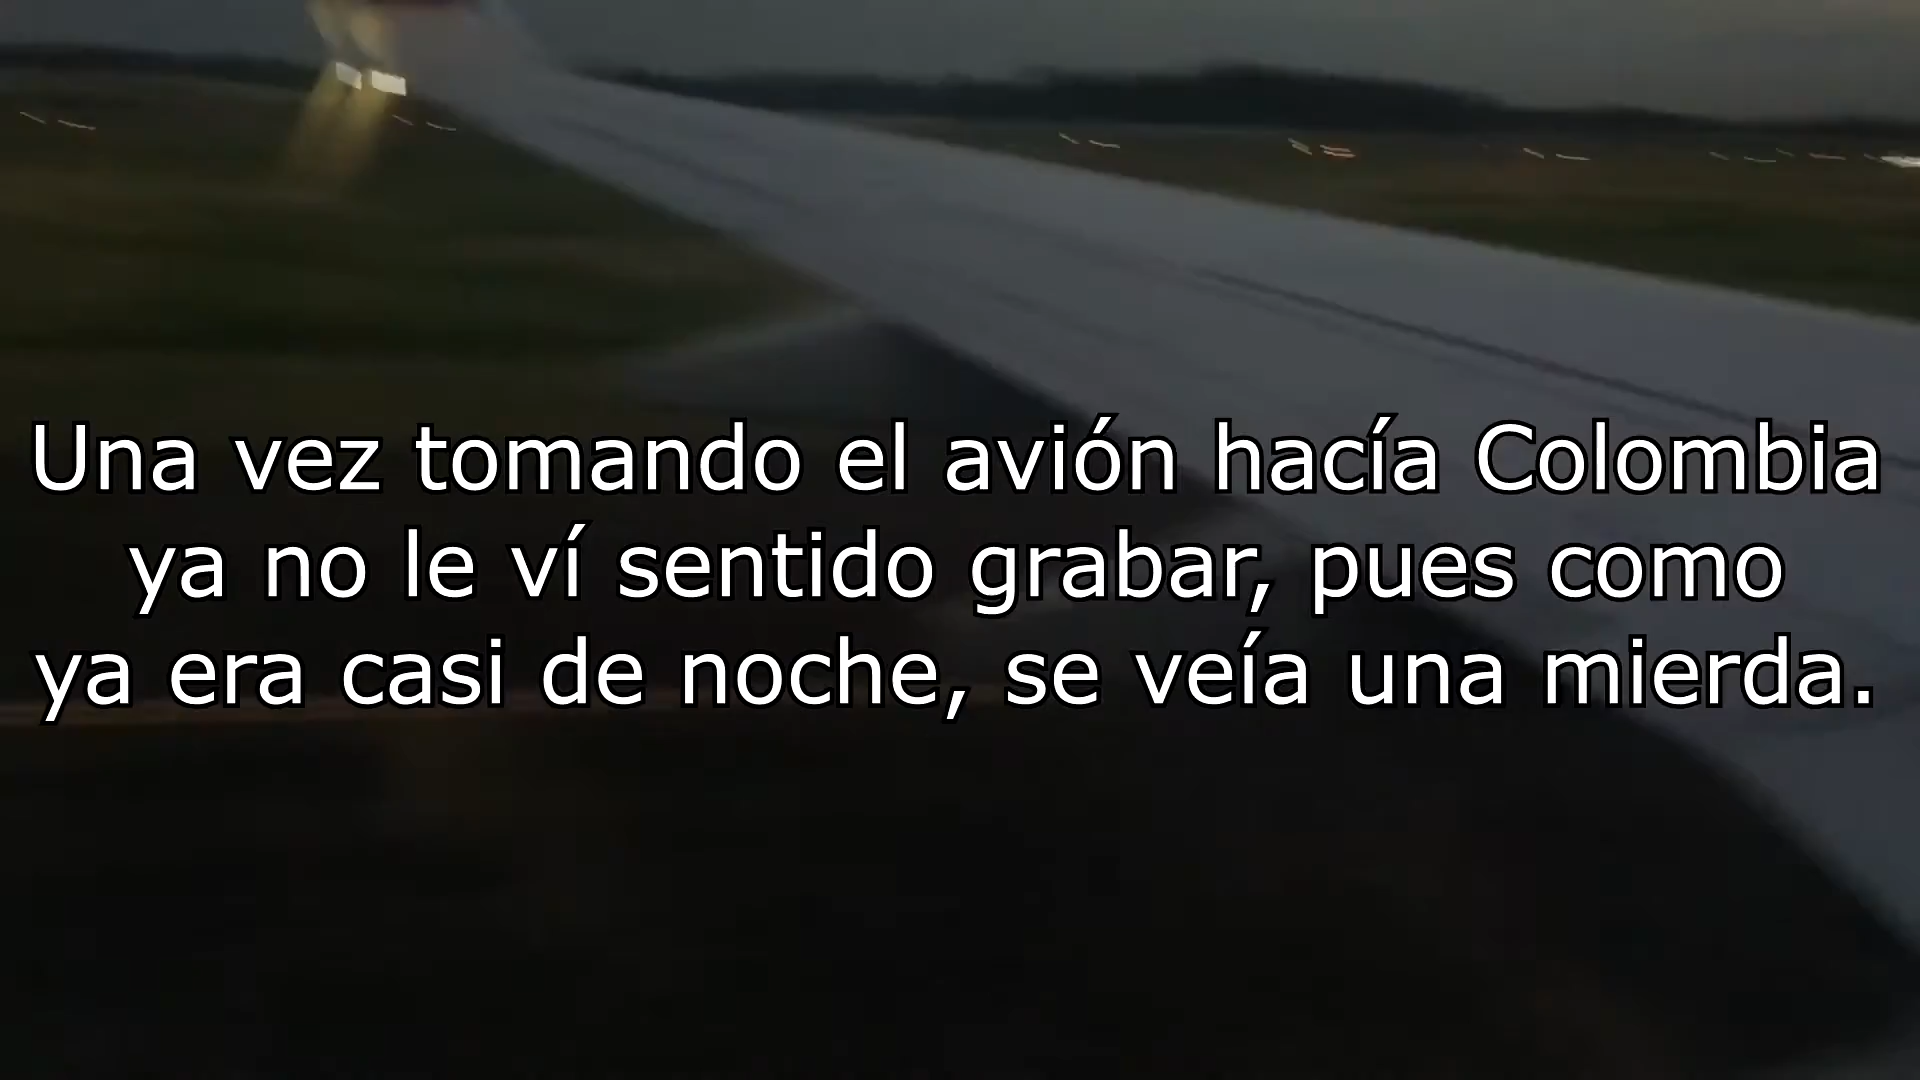 Una vez tomando el avión hacía Colombia
ya no le ví sentido grabar, pues como
ya era casi de noche, se veía una mierda.